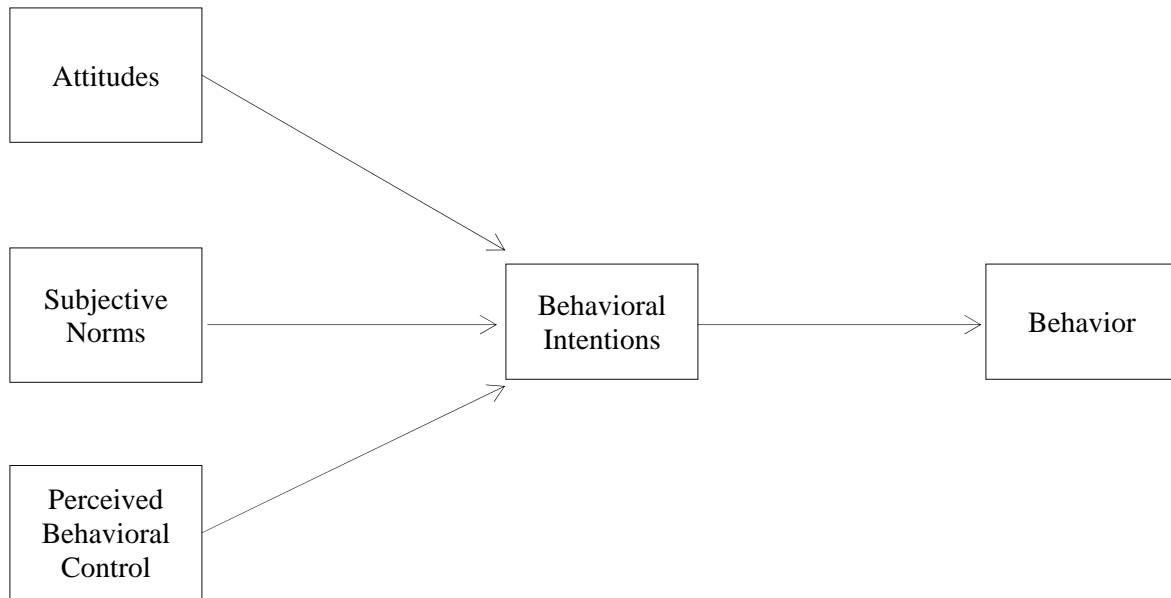 Attitudes
Subjective
Norms
Behavioral
Intentions
Behavior
Perceived
Behavioral
Control